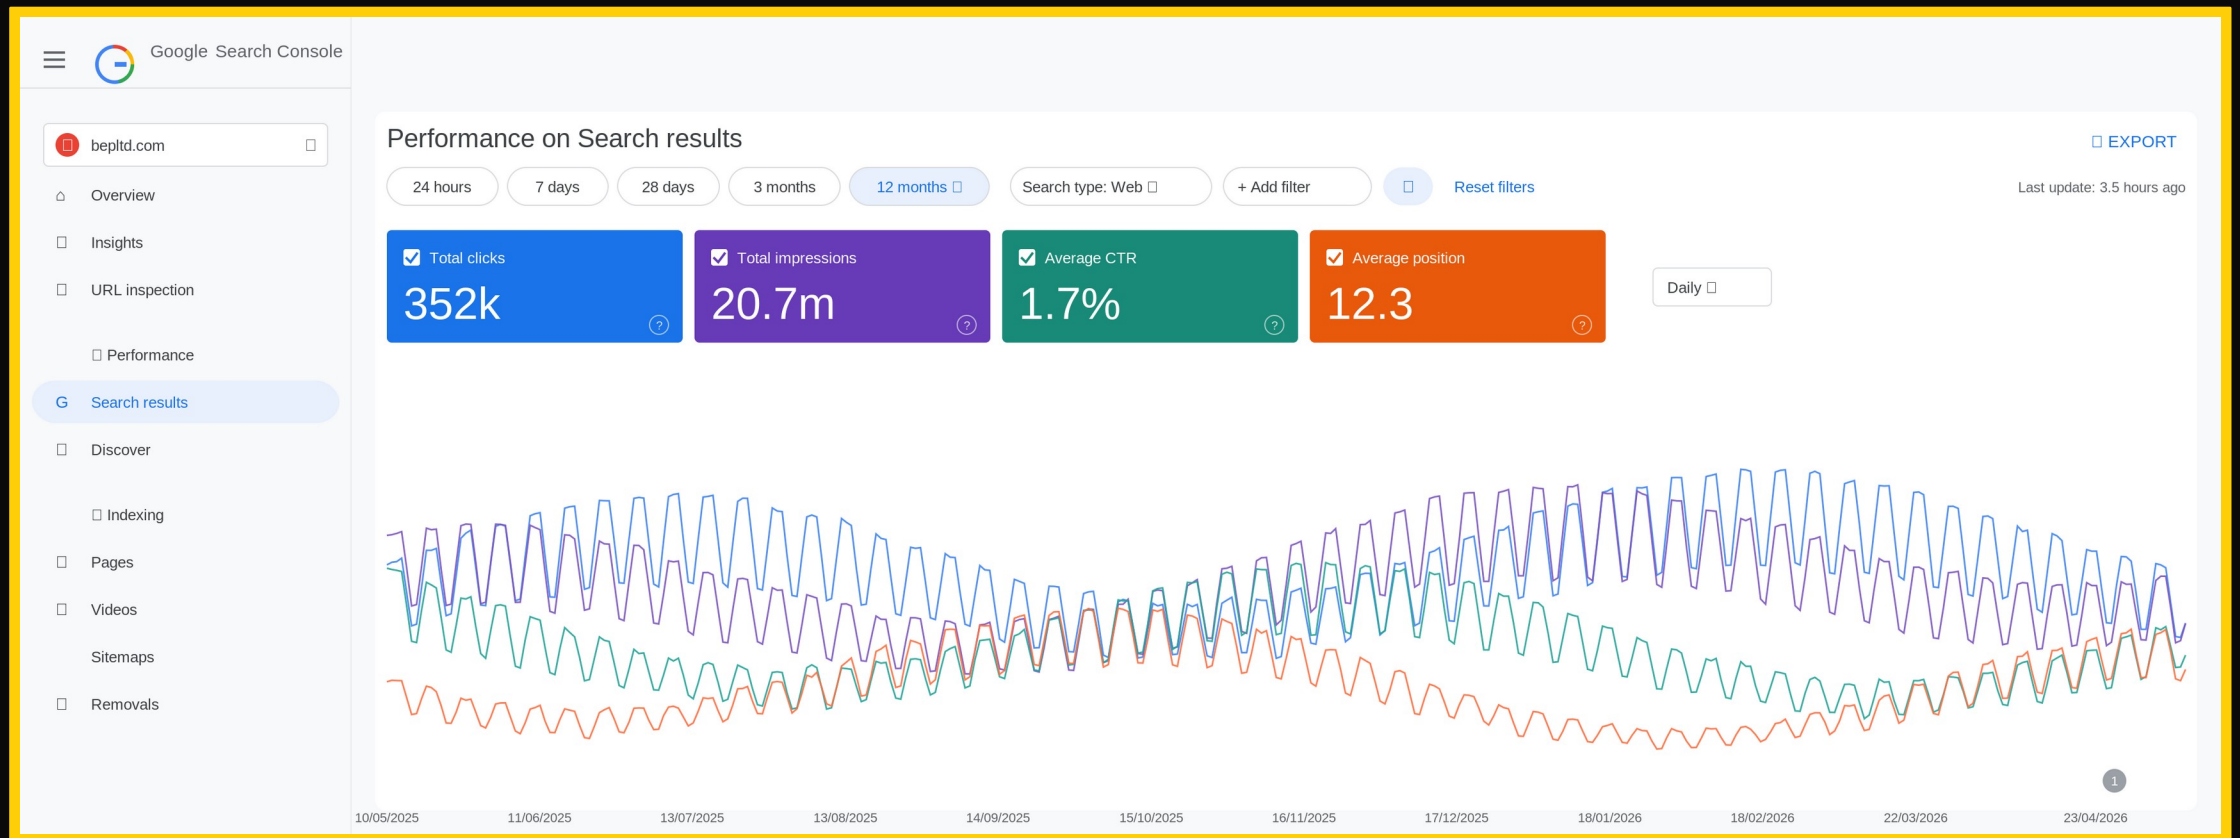 Google Search Console
bepltd.com
Overview
Insights
URL inspection
Performance
G Search results
Discover
Indexing
Pages
Videos
Sitemaps
Removals
Performance on Search results
EXPORT
24 hours
7 days
28 days
3 months
12 months
Search type: Web
+ Add filter
Reset filters
Last update: 3.5 hours ago
Total clicks
352k
?
Total impressions
20.7m
?
Average CTR
1.7%
?
Average position
12.3
?
Daily
1
10/05/2025
11/06/2025
13/07/2025
13/08/2025
14/09/2025
15/10/2025
16/11/2025
17/12/2025
18/01/2026
18/02/2026
22/03/2026
23/04/2026